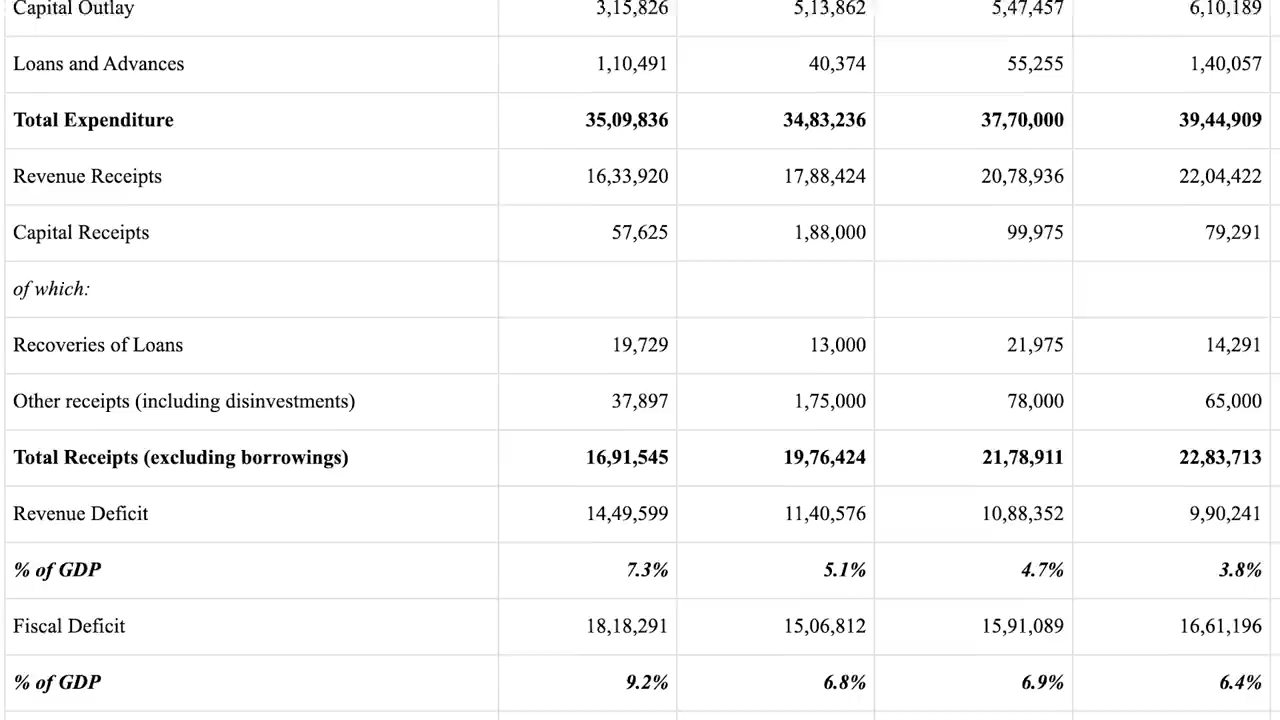 Capital Outlay 3,15,826 5,13,862 5,47,457 6,10,189
Loans and Advances 1,10,491 40,374 55,255 1,40,057
Total Expenditure 35,09,836 34,83,236 37,70,000 39,44,909
Revenue Receipts 16,33,920 17,88,424 20,78,936 22,04,422
Capital Receipts 57,625 1,88,000 99,975 79,291
of which:
Recoveries of Loans 19,729 13,000 21,975 14,291
Other receipts (including disinvestments) 37,897 1,75,000 78,000 65,000
Total Receipts (excluding borrowings) 16,91,545 19,76,424 21,78,911 22,83,713
Revenue Deficit 14,49,599 11,40,576 10,88,352 9,90,241
% of GDP 7.3% 5.1% 4.7% 3.8%
Fiscal Deficit 18,18,291 15,06,812 15,91,089 16,61,196
% of GDP 9.2% 6.8% 6.9% 6.4%